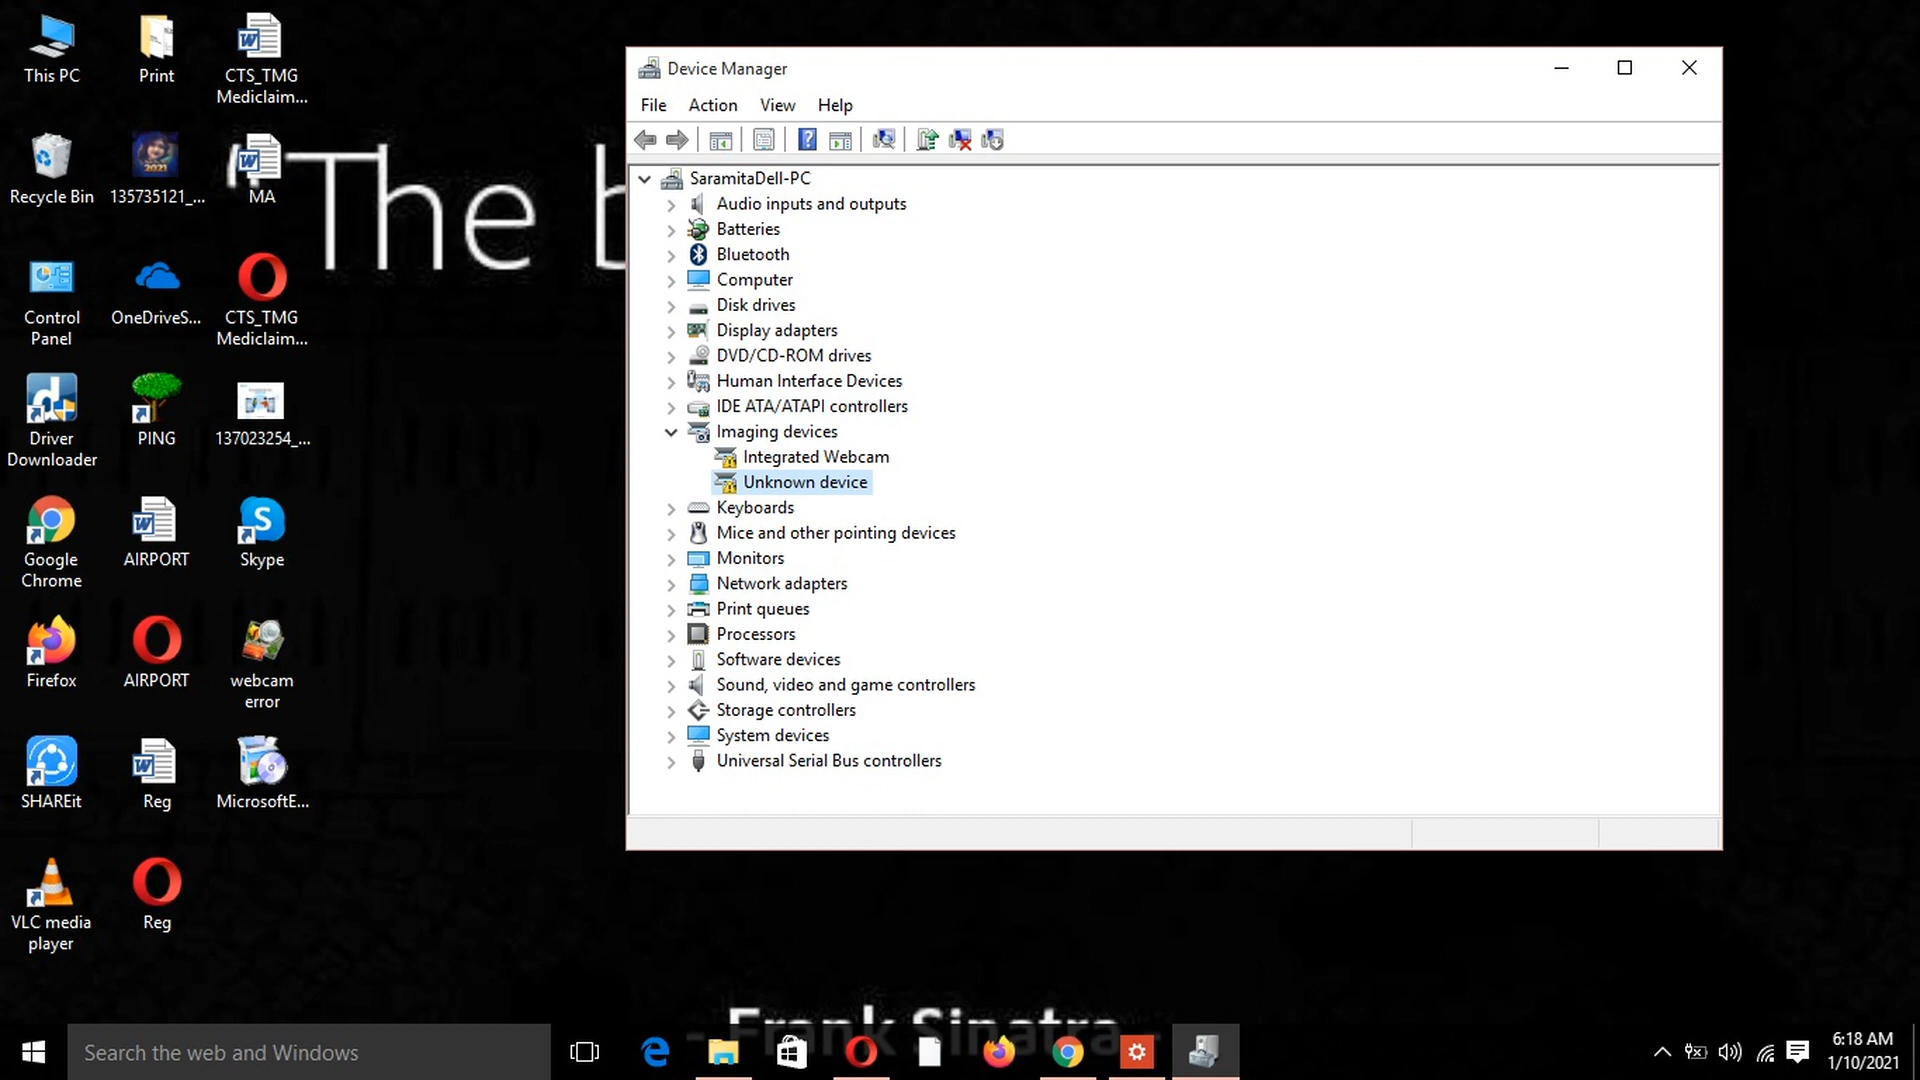 This PC
Print
CTS_TMG
Mediclaim...
Recycle Bin
135735121_...
2021
MA
Control
Panel
OneDriveS...
CTS_TMG
Mediclaim...
Driver
Downloader
PING
137023254_...
Google
Chrome
AIRPORT
Skype
Firefox
AIRPORT
webcam
error
SHAREit
Reg
MicrosoftE...
VLC media
player
Reg
"The b
- Frank Sinatra -
Device Manager
File Action View Help
SaramitaDell-PC
Audio inputs and outputs
Batteries
Bluetooth
Computer
Disk drives
Display adapters
DVD/CD-ROM drives
Human Interface Devices
IDE ATA/ATAPI controllers
Imaging devices
Integrated Webcam
Unknown device
Keyboards
Mice and other pointing devices
Monitors
Network adapters
Print queues
Processors
Software devices
Sound, video and game controllers
Storage controllers
System devices
Universal Serial Bus controllers
Search the web and Windows
6:18 AM
1/10/2021